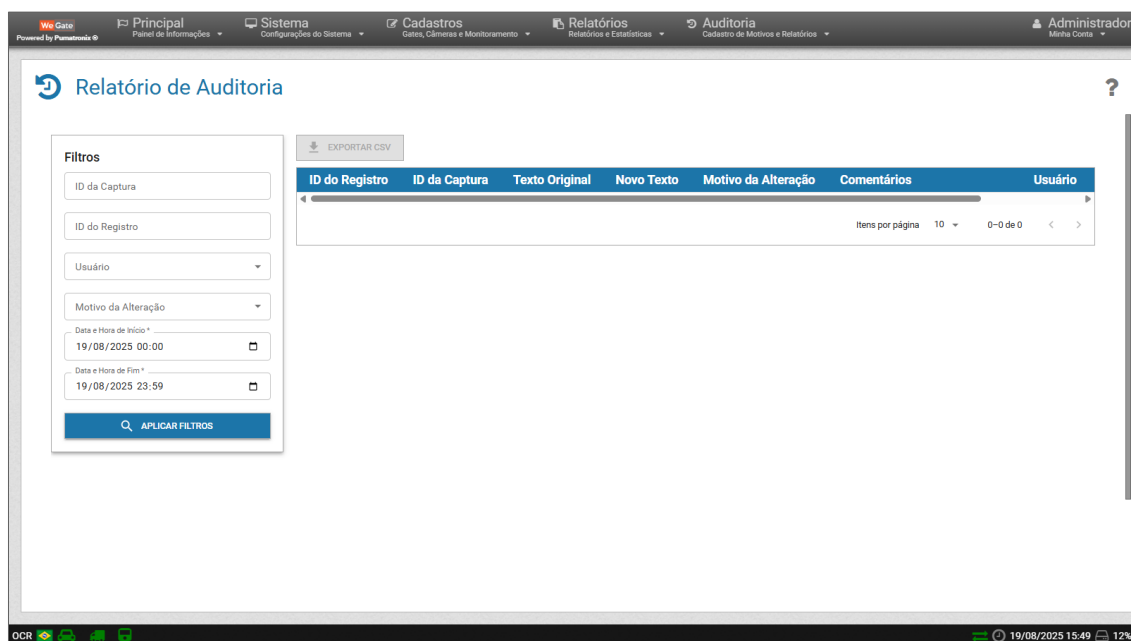 We Gate
Powered by Pumatronix ®
Principal
Painel de Informações
Sistema
Configurações do Sistema
Cadastros
Gates, Câmeras e Monitoramento
Relatórios
Relatórios e Estatísticas
Auditoria
Cadastro de Motivos e Relatórios
Administrador
Minha Conta
Relatório de Auditoria
?
Filtros
ID da Captura
ID do Registro
Usuário
Motivo da Alteração
Data e Hora de Início *
19/08/2025 00:00
Data e Hora de Fim *
19/08/2025 23:59
APLICAR FILTROS
EXPORTAR CSV
ID do Registro ID da Captura Texto Original Novo Texto Motivo da Alteração Comentários Usuário
Itens por página 10 0–0 de 0
OCR 19/08/2025 15:49 12%